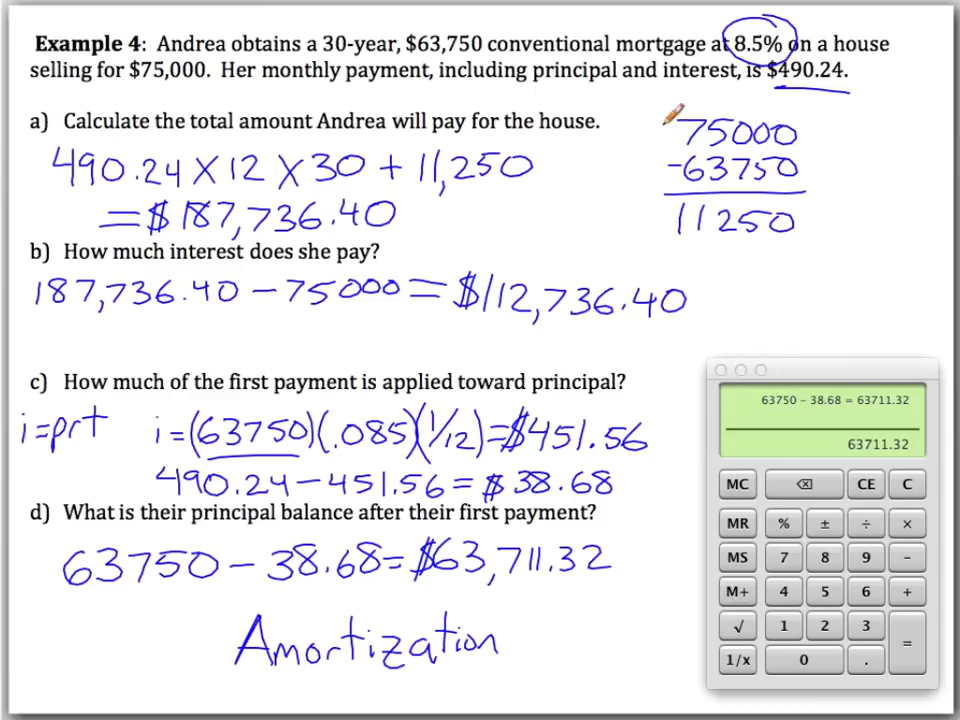 Example 4: Andrea obtains a 30-year, $63,750 conventional mortgage at 8.5% on a house
selling for $75,000. Her monthly payment, including principal and interest, is $490.24.
a) Calculate the total amount Andrea will pay for the house.
490.24 × 12 × 30 + 11,250
= $187,736.40
75000
-63750
11250
b) How much interest does she pay?
187,736.40 - 75000 = $112,736.40
c) How much of the first payment is applied toward principal?
i=prt i = (63750)(.085)(1/12) = $451.56
490.24 - 451.56 = $38.68
d) What is their principal balance after their first payment?
63750 - 38.68 = $63,711.32
Amortization
63750 - 38.68 = 63711.32
63711.32
MC ⌫ CE C
MR % ± ÷ ×
MS 7 8 9 -
M+ 4 5 6 +
√ 1 2 3 =
1/x 0 .